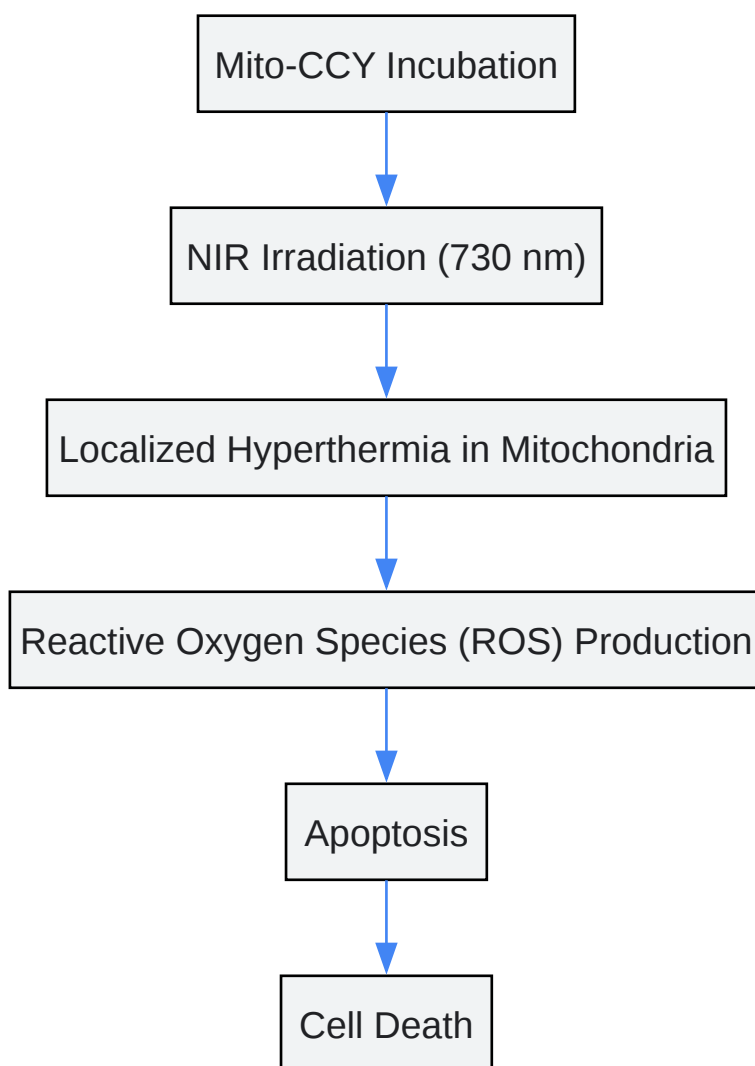 Mito-CCY Incubation
NIR Irradiation (730 nm)
Localized Hyperthermia in Mitochondria
Reactive Oxygen Species (ROS) Production
Apoptosis
Cell Death